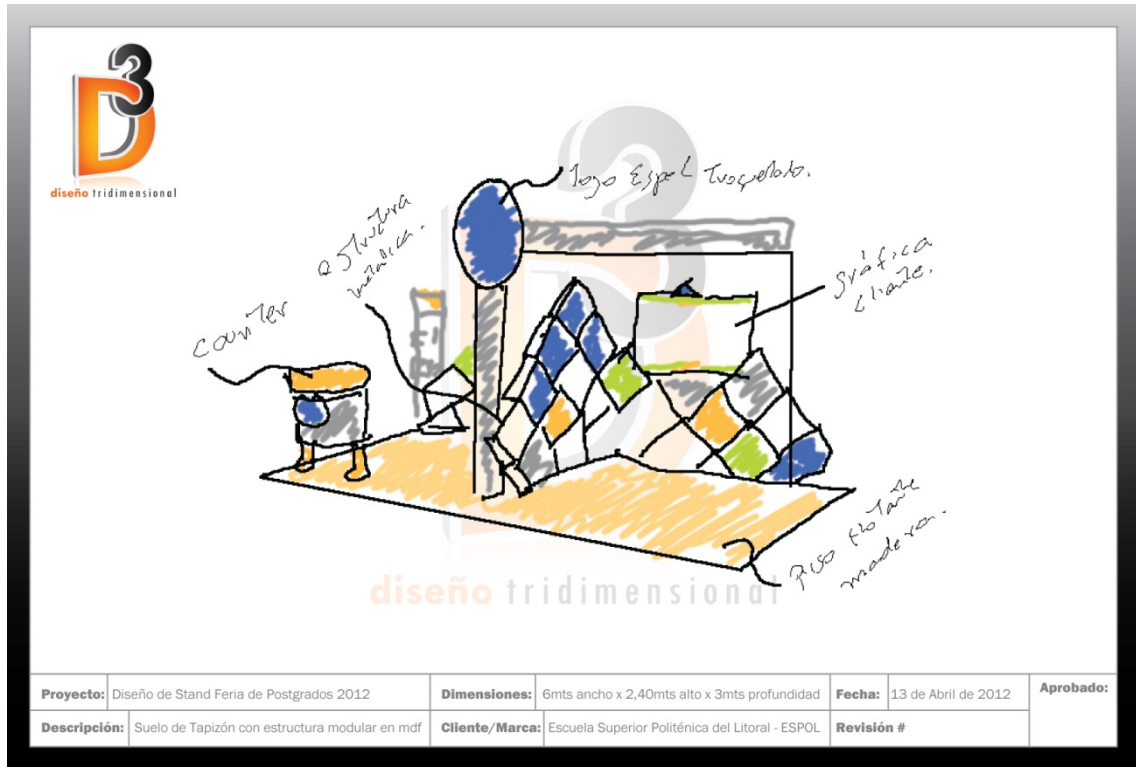 D3
diseño tridimensional
logo Espol Troquelado.
estructura
metálica.
counter
gráfica
cliente.
Piso flotante
madera.
diseño tridimensional
Proyecto: Diseño de Stand Feria de Postgrados 2012
Dimensiones: 6mts ancho x 2,40mts alto x 3mts profundidad
Fecha: 13 de Abril de 2012
Aprobado:
Descripción: Suelo de Tapizón con estructura modular en mdf
Cliente/Marca: Escuela Superior Politénica del Litoral - ESPOL
Revisión #